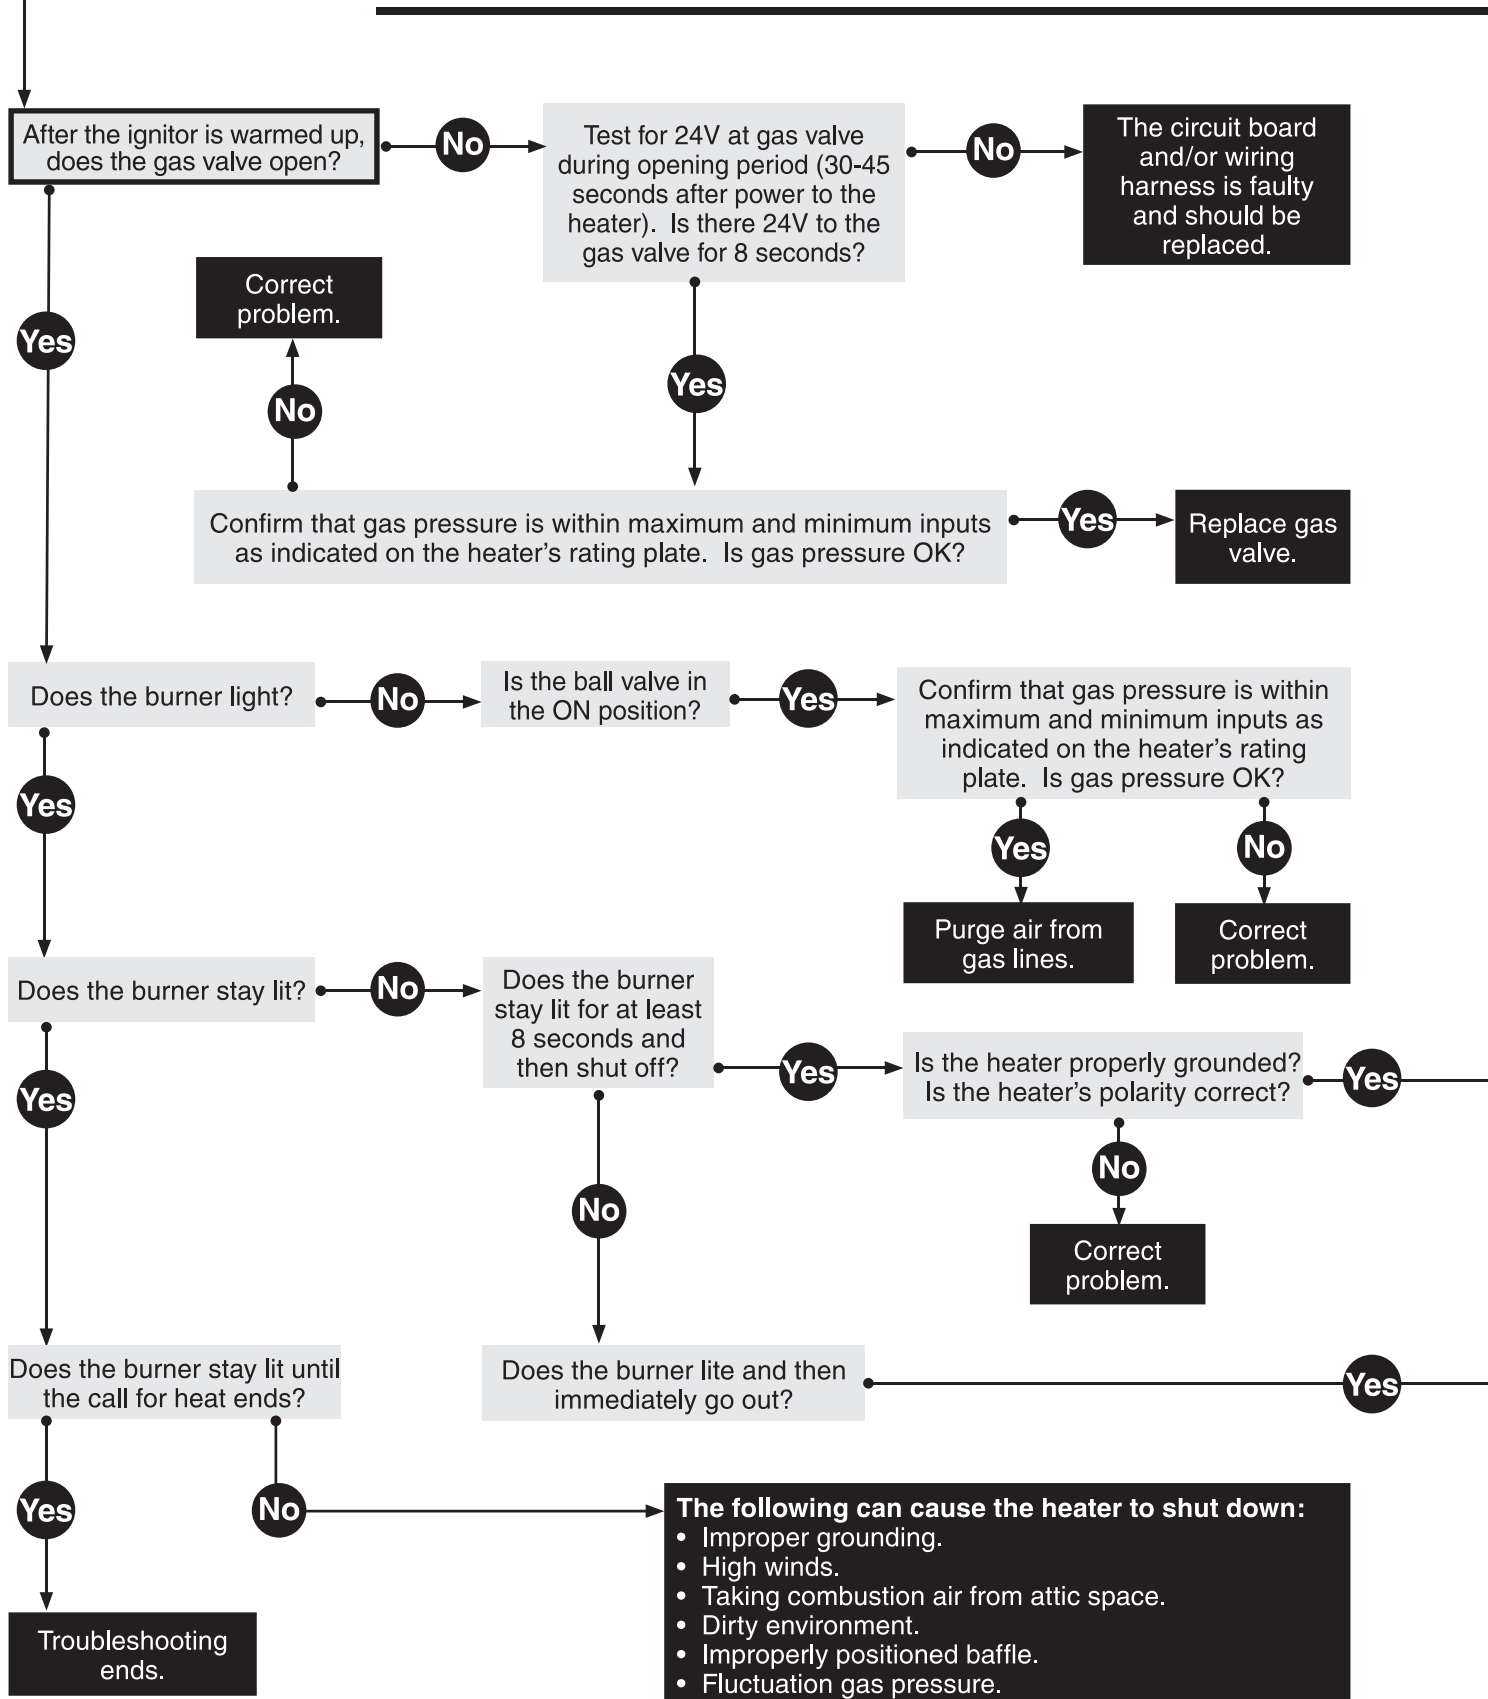 After the ignitor is warmed up,
does the gas valve open?
No
Test for 24V at gas valve
during opening period (30-45
seconds after power to the
heater).  Is there 24V to the
gas valve for 8 seconds?
No
The circuit board
and/or wiring
harness is faulty
and should be
replaced.
Correct
problem.
Yes
Yes
No
Confirm that gas pressure is within maximum and minimum inputs
as indicated on the heater's rating plate.  Is gas pressure OK?
Yes
Replace gas
valve.
Does the burner light?
No
Is the ball valve in
the ON position?
Yes
Confirm that gas pressure is within
maximum and minimum inputs as
indicated on the heater's rating
plate.  Is gas pressure OK?
Yes
Yes
No
Purge air from
gas lines.
Correct
problem.
Does the burner stay lit?
No
Does the burner
stay lit for at least
8 seconds and
then shut off?
Yes
Is the heater properly grounded?
Is the heater's polarity correct?
Yes
Yes
No
No
Correct
problem.
Does the burner stay lit until
the call for heat ends?
Does the burner lite and then
immediately go out?
Yes
Yes
No
The following can cause the heater to shut down:
• Improper grounding.
• High winds.
• Taking combustion air from attic space.
• Dirty environment.
• Improperly positioned baffle.
• Fluctuation gas pressure.
Troubleshooting
ends.